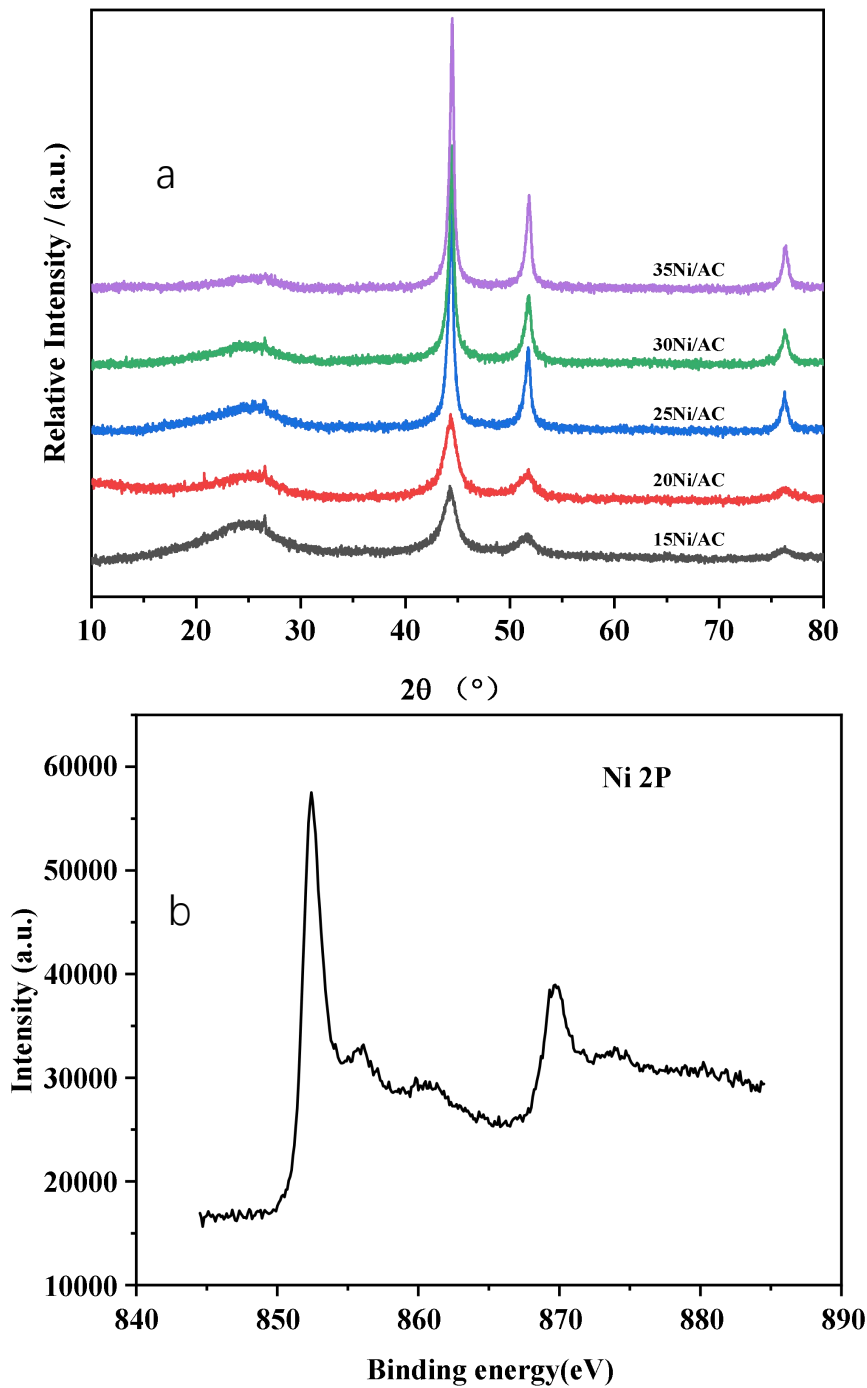 a
Relative Intensity / (a.u.)
35Ni/AC
30Ni/AC
25Ni/AC
20Ni/AC
15Ni/AC
10 20 30 40 50 60 70 80
2θ （°）
60000
50000
40000
30000
20000
10000
Ni 2P
b
Intensity (a.u.)
840 850 860 870 880 890
Binding energy(eV)